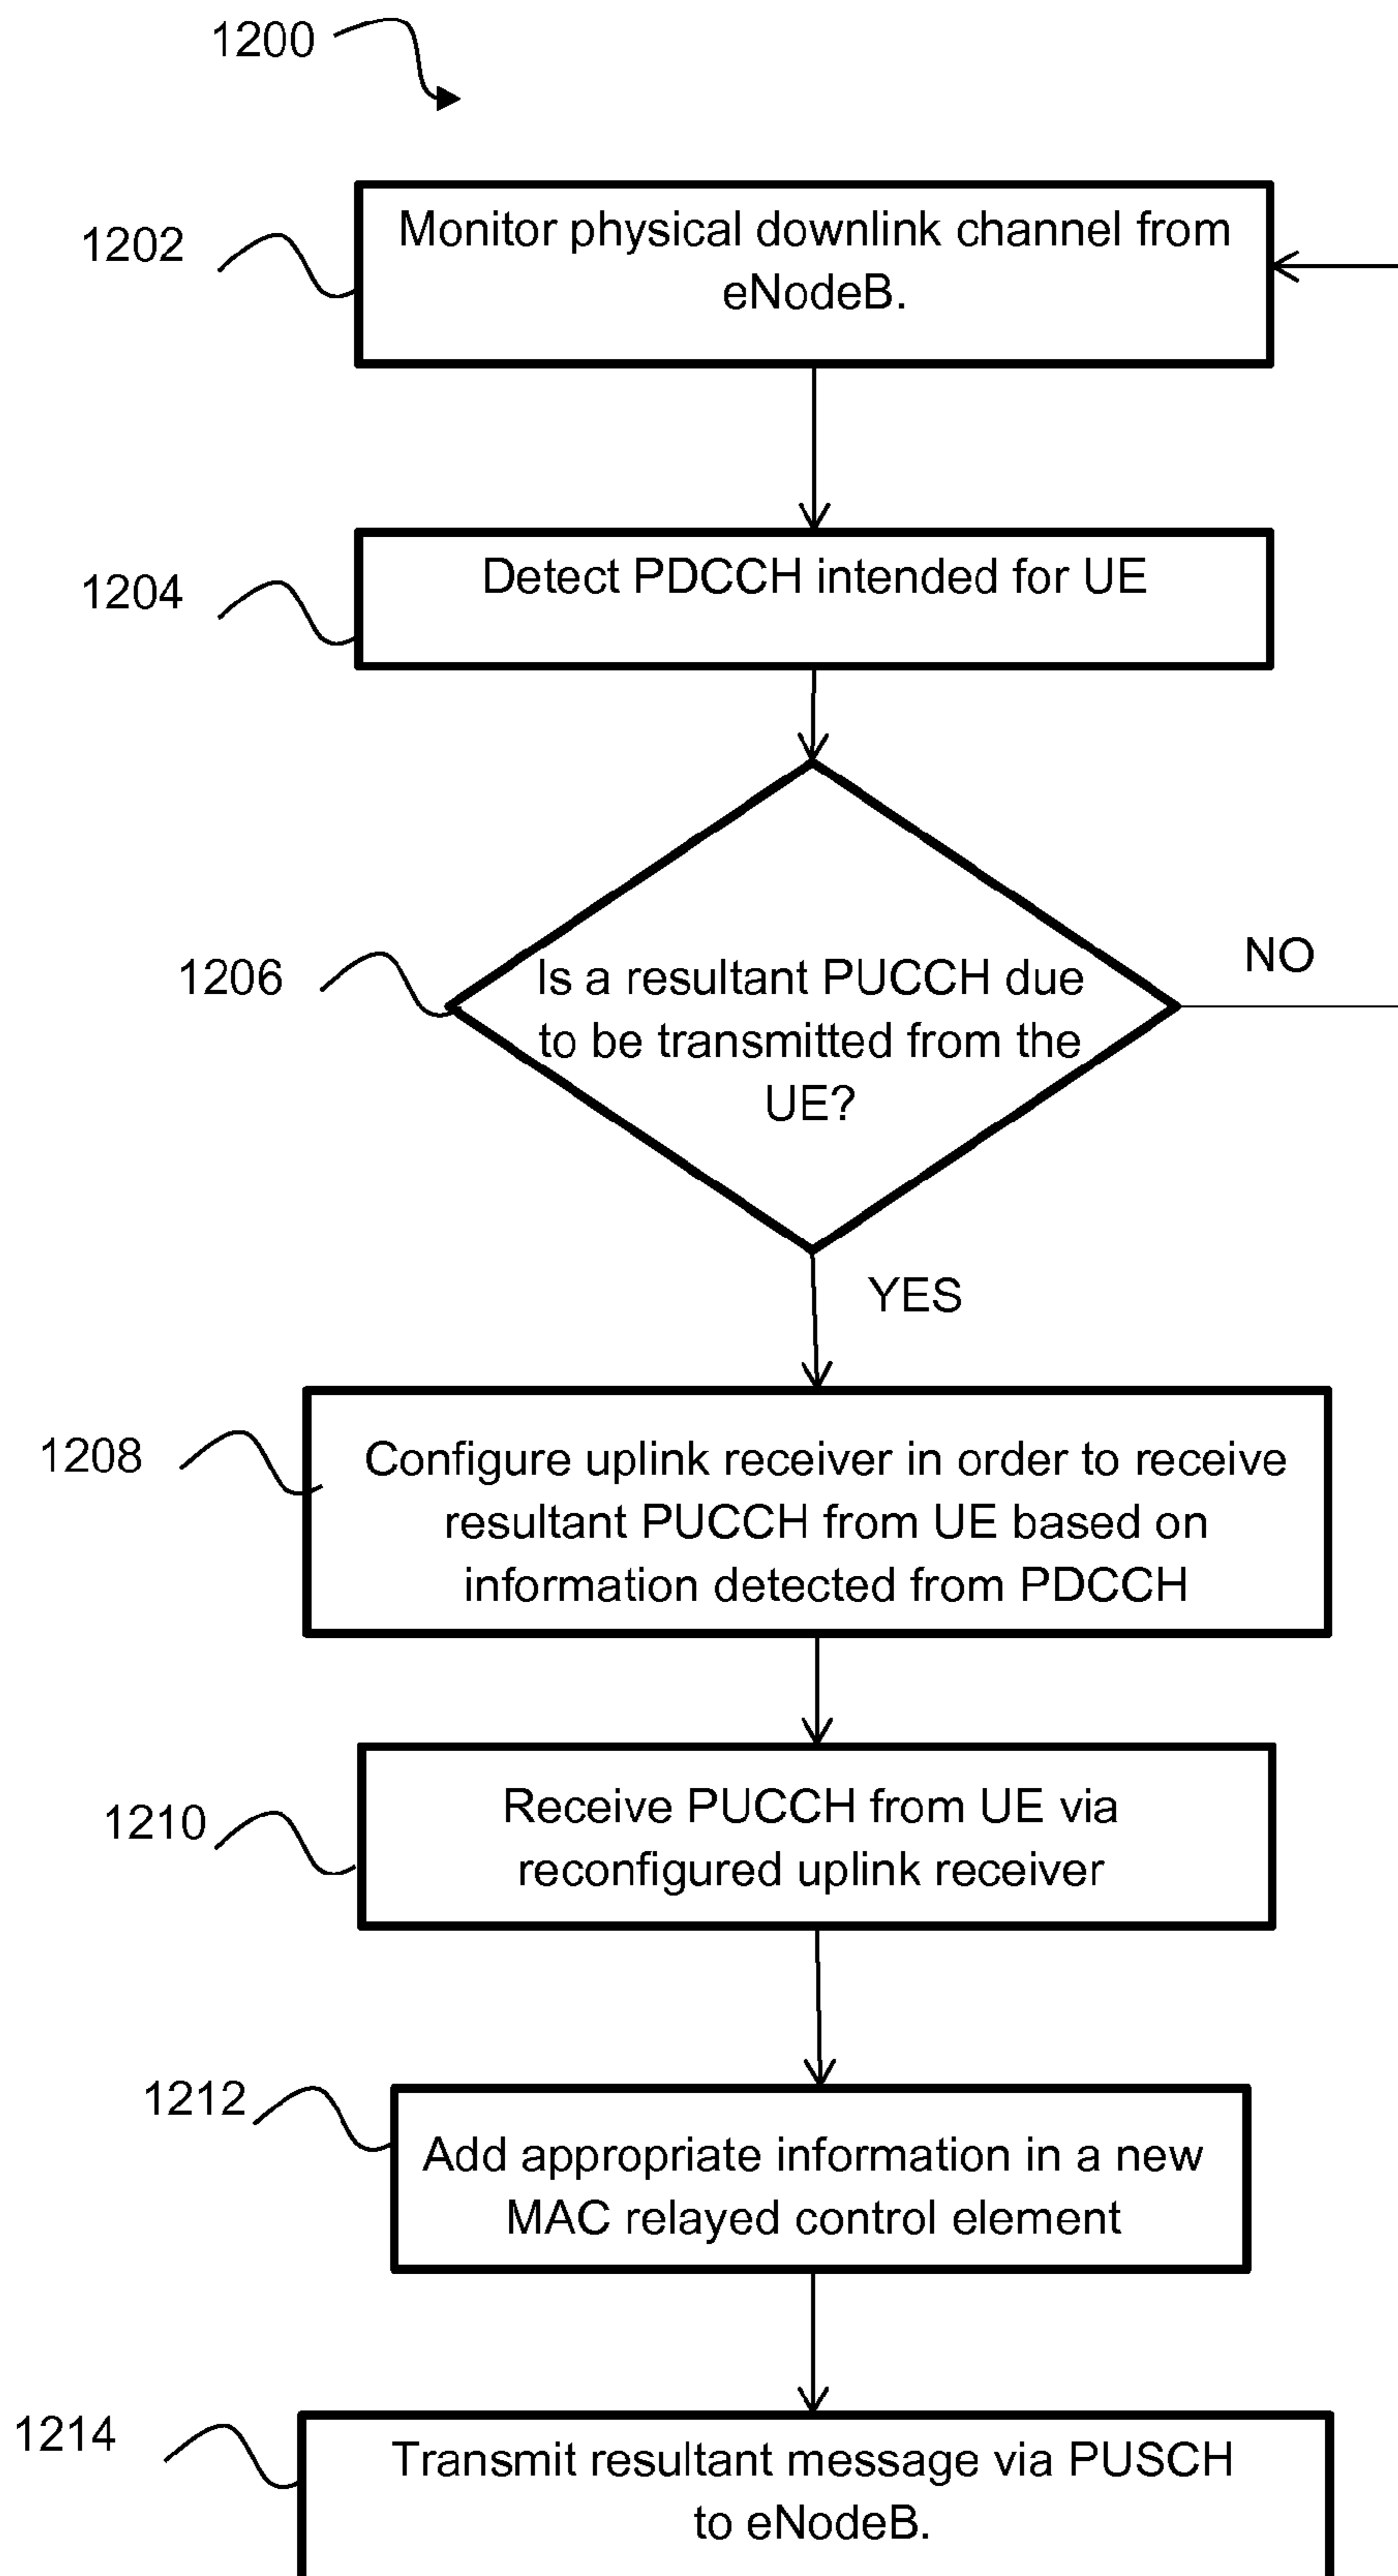 1200
1202
Monitor physical downlink channel from
eNodeB.
1204
Detect PDCCH intended for UE
1206
Is a resultant PUCCH due
to be transmitted from the
UE?
NO
YES
1208
Configure uplink receiver in order to receive
resultant PUCCH from UE based on
information detected from PDCCH
1210
Receive PUCCH from UE via
reconfigured uplink receiver
1212
Add appropriate information in a new
MAC relayed control element
1214
Transmit resultant message via PUSCH
to eNodeB.